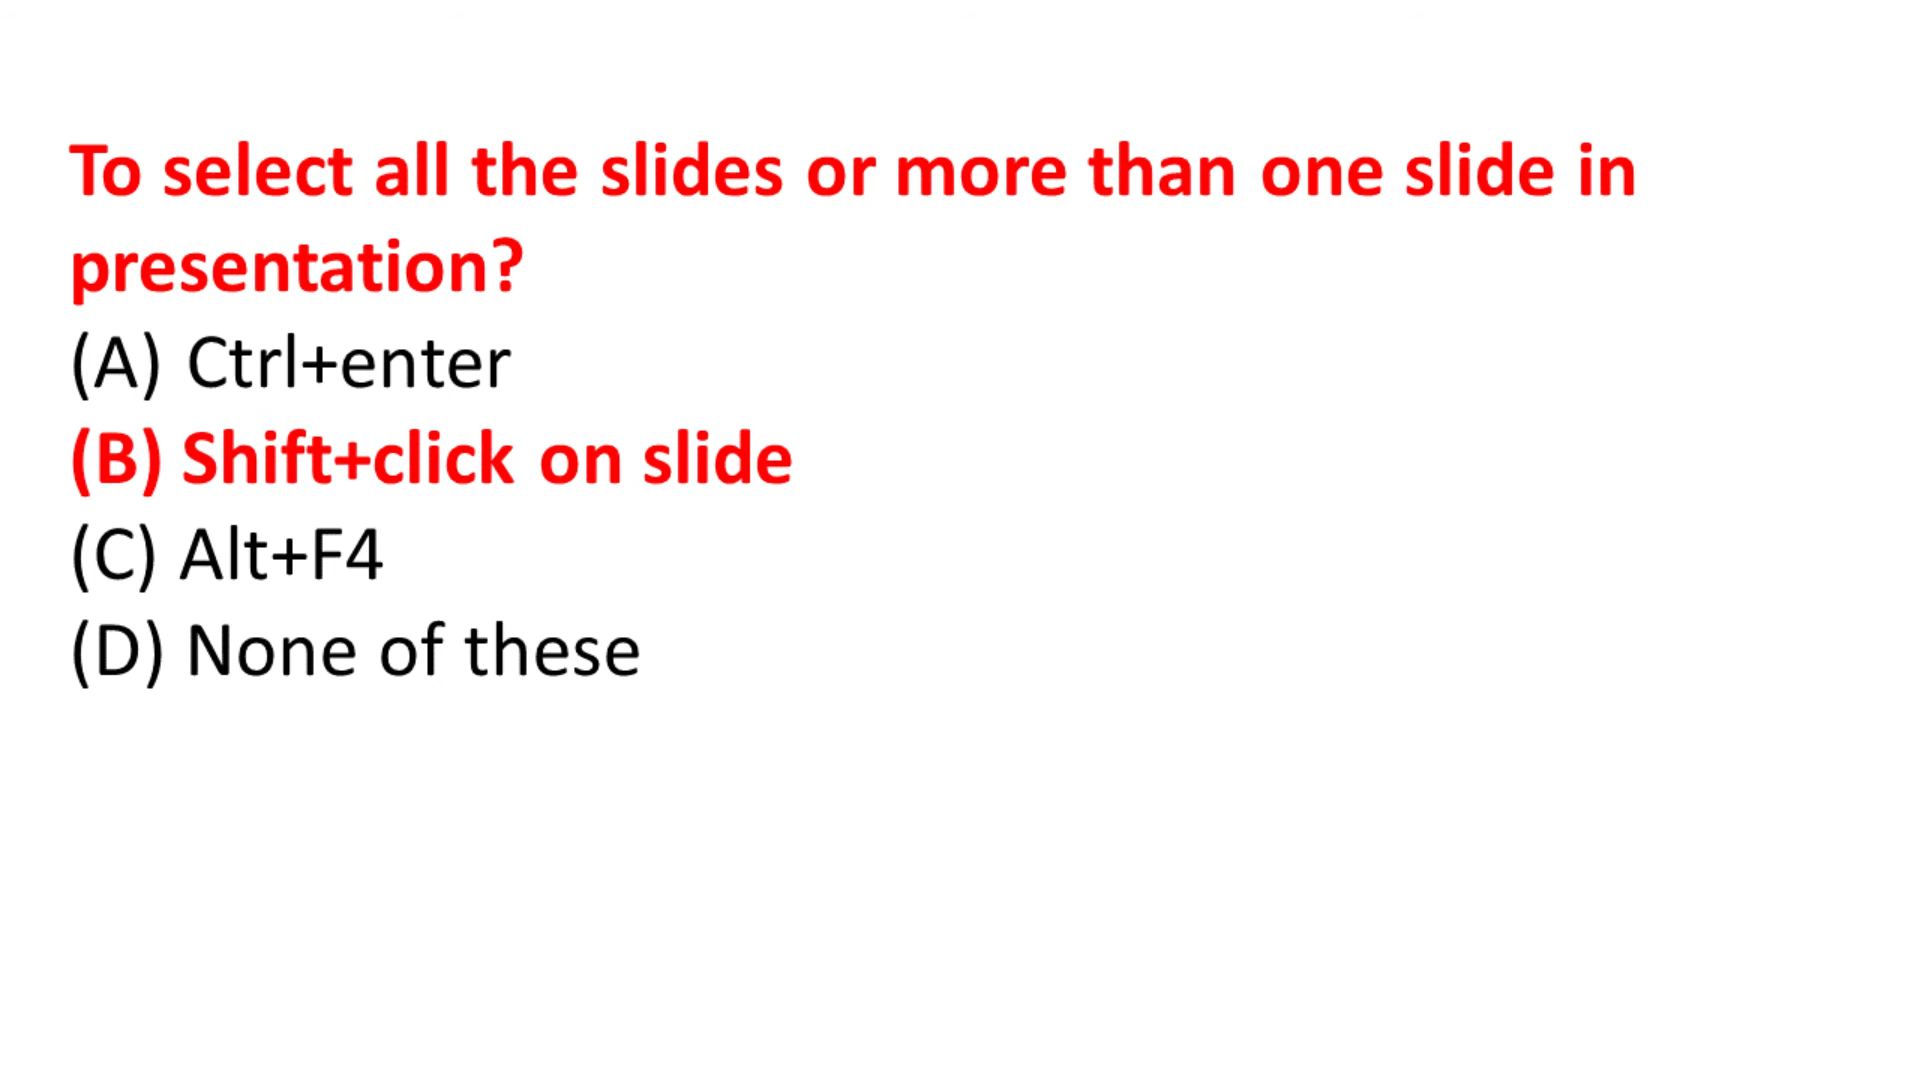 To select all the slides or more than one slide in
presentation?
(A) Ctrl+enter
(B) Shift+click on slide
(C) Alt+F4
(D) None of these